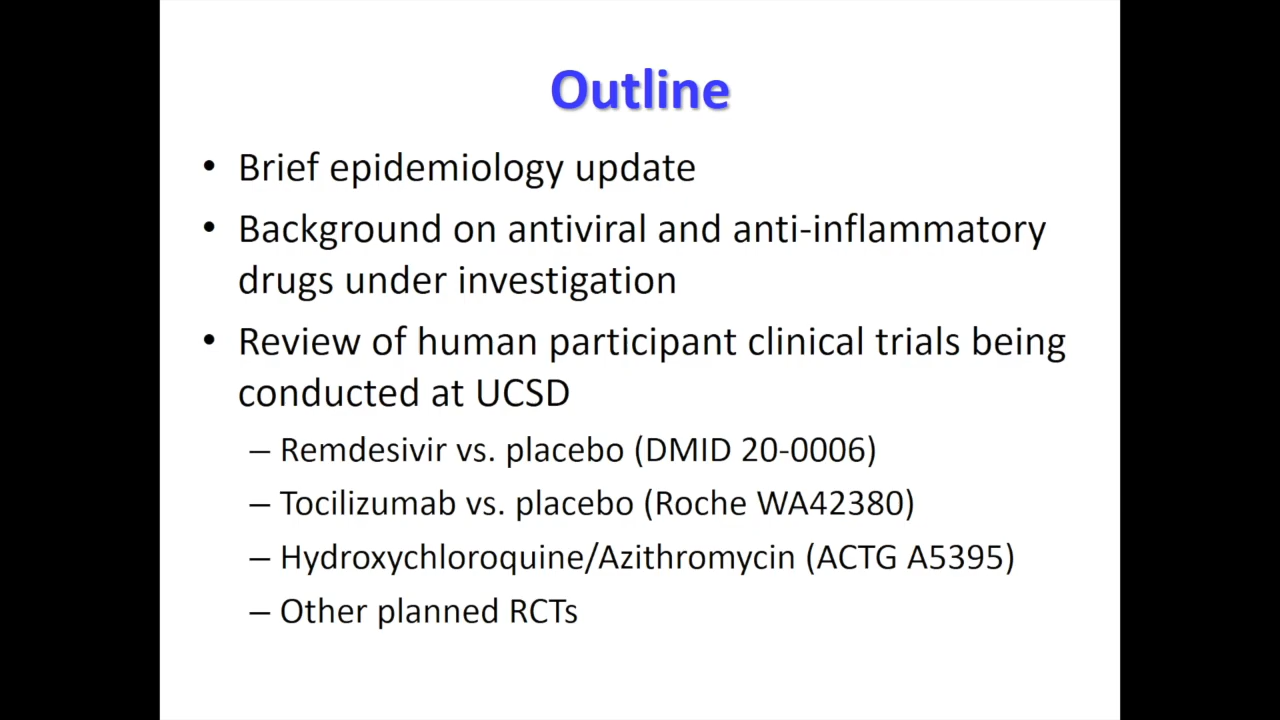 Outline
• Brief epidemiology update
• Background on antiviral and anti-inflammatory
drugs under investigation
• Review of human participant clinical trials being
conducted at UCSD
– Remdesivir vs. placebo (DMID 20-0006)
– Tocilizumab vs. placebo (Roche WA42380)
– Hydroxychloroquine/Azithromycin (ACTG A5395)
– Other planned RCTs